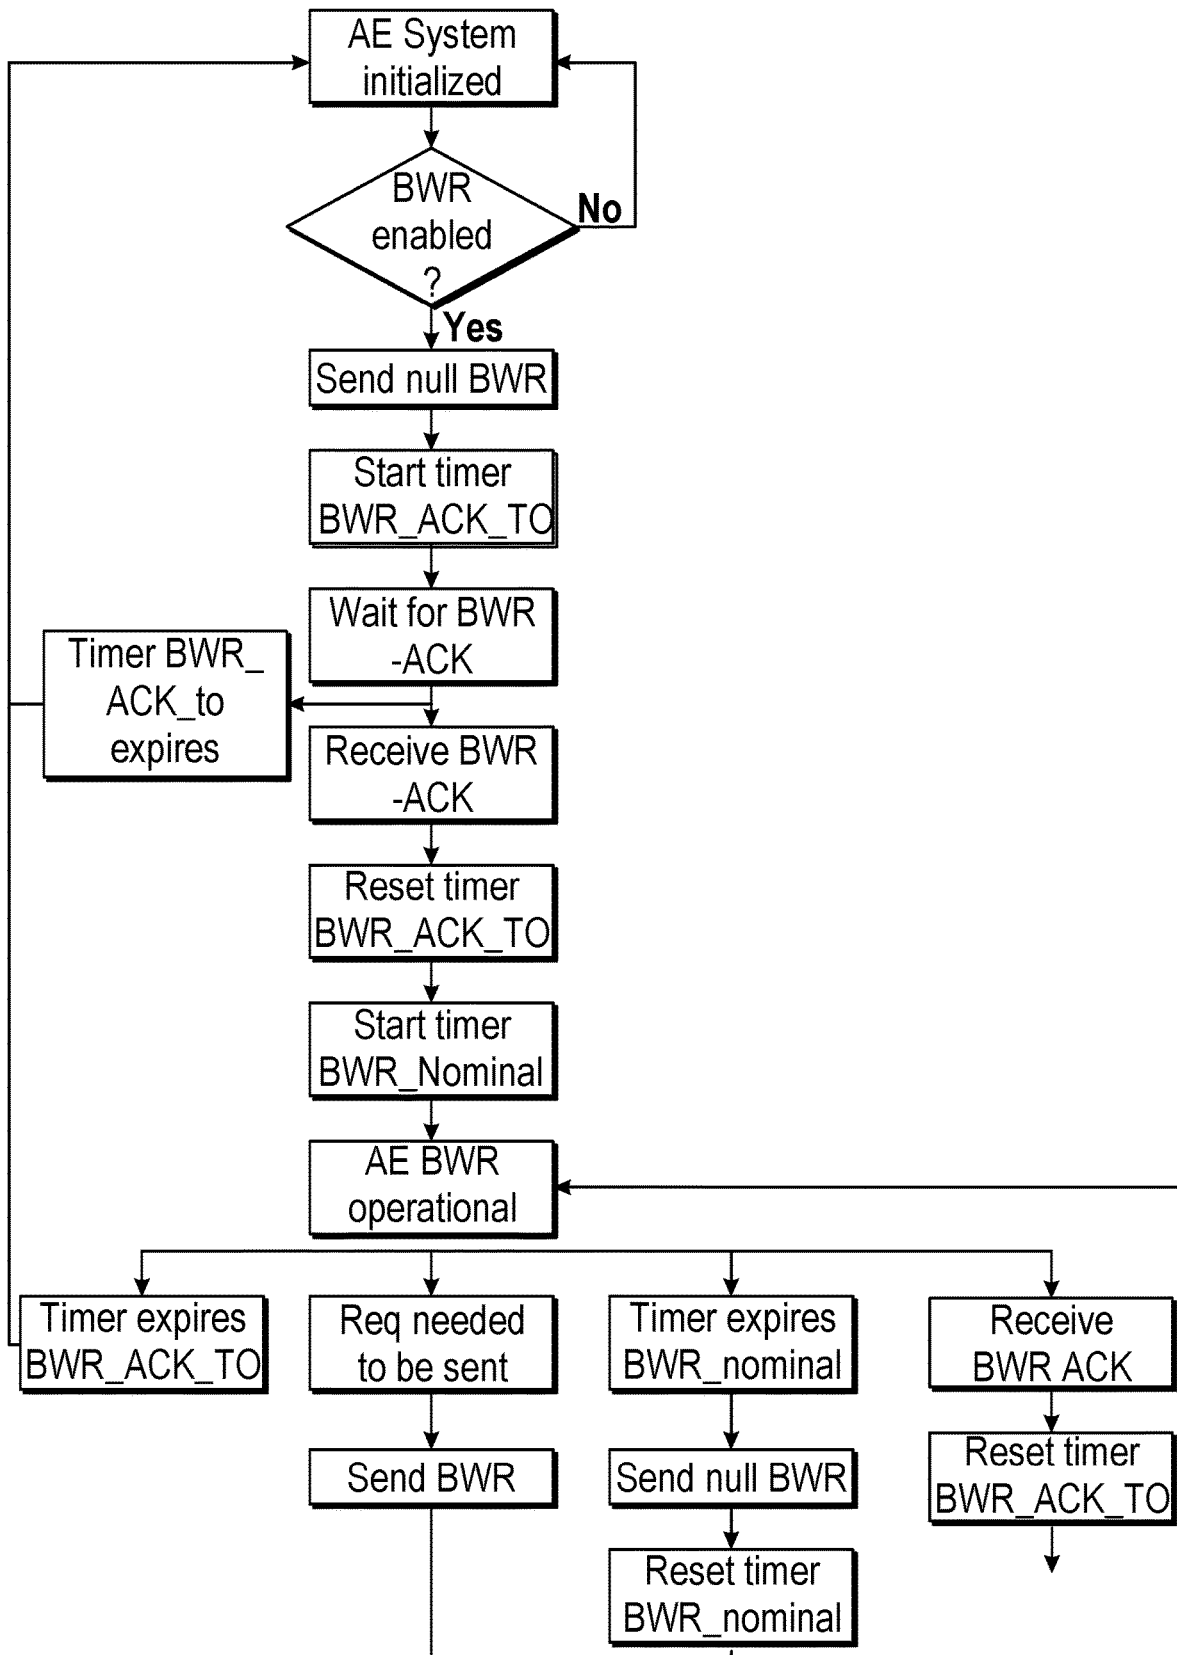 AE System
initialized
BWR
enabled
?
No
Yes
Send null BWR
Start timer
BWR_ACK_TO
Wait for BWR
-ACK
Timer BWR_
ACK_to
expires
Receive BWR
-ACK
Reset timer
BWR_ACK_TO
Start timer
BWR_Nominal
AE BWR
operational
Timer expires
BWR_ACK_TO
Req needed
to be sent
Timer expires
BWR_nominal
Receive
BWR ACK
Send BWR
Send null BWR
Reset timer
BWR_ACK_TO
Reset timer
BWR_nominal